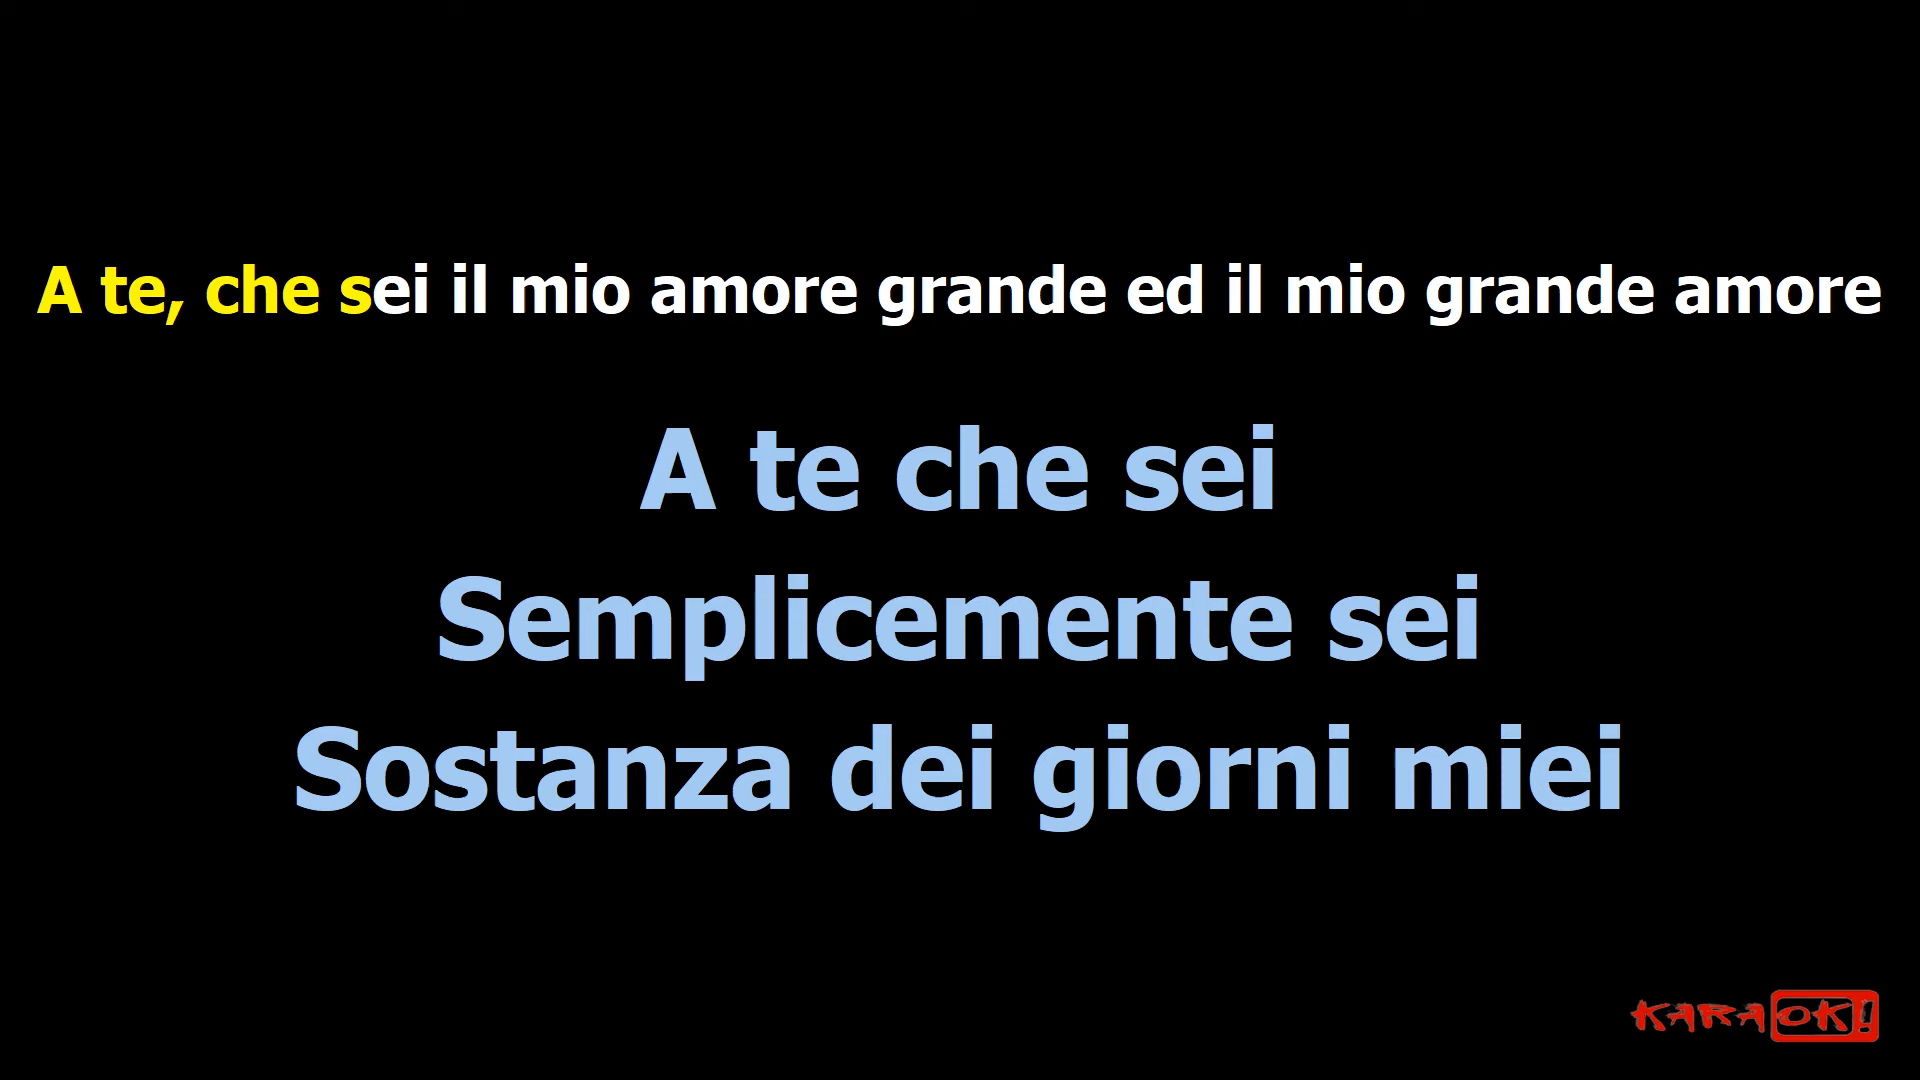 A te, che sei il mio amore grande ed il mio grande amore
A te che sei
Semplicemente sei
Sostanza dei giorni miei
KARAOK!